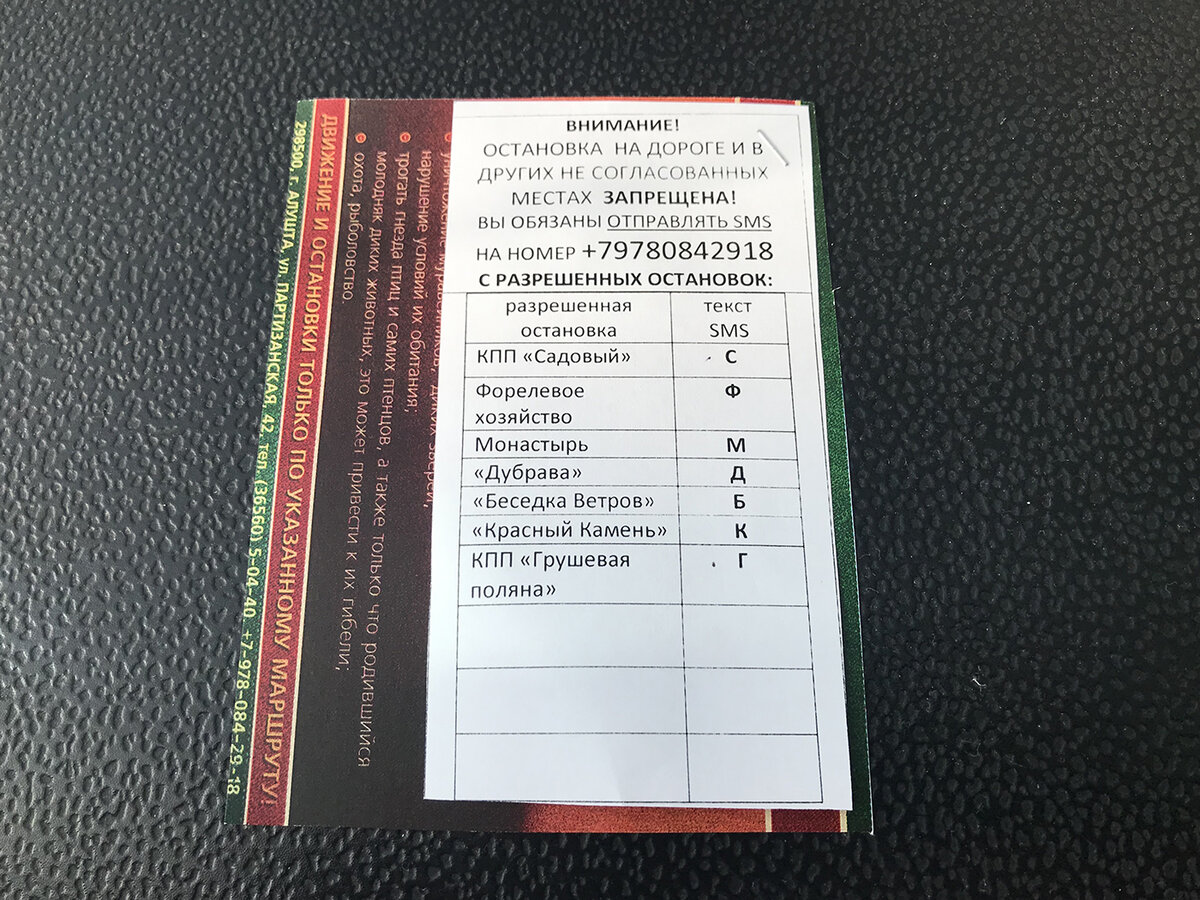 ВНИМАНИЕ!
ОСТАНОВКА НА ДОРОГЕ И В
ДРУГИХ НЕ СОГЛАСОВАННЫХ
МЕСТАХ ЗАПРЕЩЕНА!
ВЫ ОБЯЗАНЫ ОТПРАВЛЯТЬ SMS
НА НОМЕР +79780842918
С РАЗРЕШЕННЫХ ОСТАНОВОК:
разрешенная остановка текст SMS
КПП «Садовый» С
Форелевое хозяйство Ф
Монастырь М
«Дубрава» Д
«Беседка Ветров» Б
«Красный Камень» К
КПП «Грушевая поляна» Г
нарушение условий их обитания;
трогать гнезда птиц и самих птенцов, а также только что родившийся
молодняк диких животных, это может привести к их гибели;
охота, рыболовство.
ДВИЖЕНИЕ И ОСТАНОВКИ ТОЛЬКО ПО УКАЗАННОМУ МАРШРУТУ!
298500, г. АЛУШТА, ул. ПАРТИЗАНСКАЯ, 42, тел. (36560) 5-04-40, +7-978-084-29-18